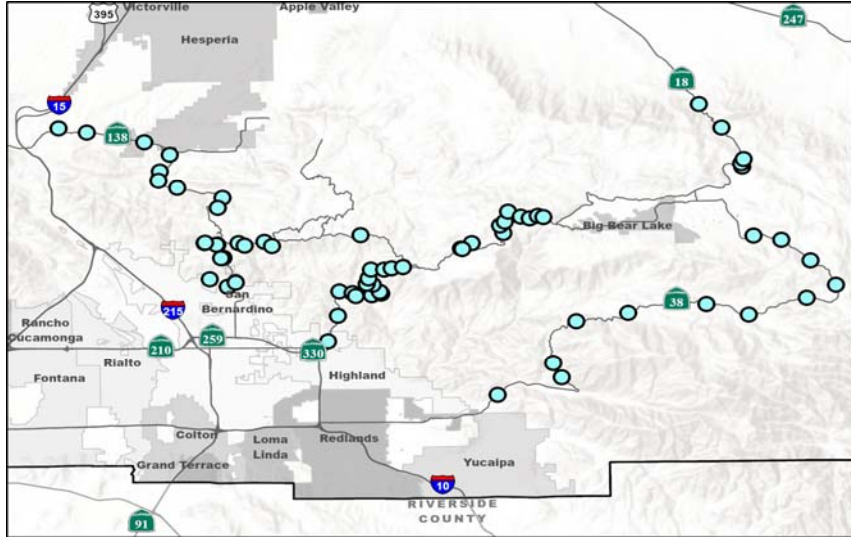 Victorville
Apple Valley
395
247
Hesperia
18
15
138
Big Bear Lake
San
Bernardino
38
215
Rancho
Cucamonga
259
210
330
Rialto
Fontana
Highland
Colton
Loma
Linda
Redlands
Grand Terrace
Yucaipa
10
RIVERSIDE
COUNTY
91